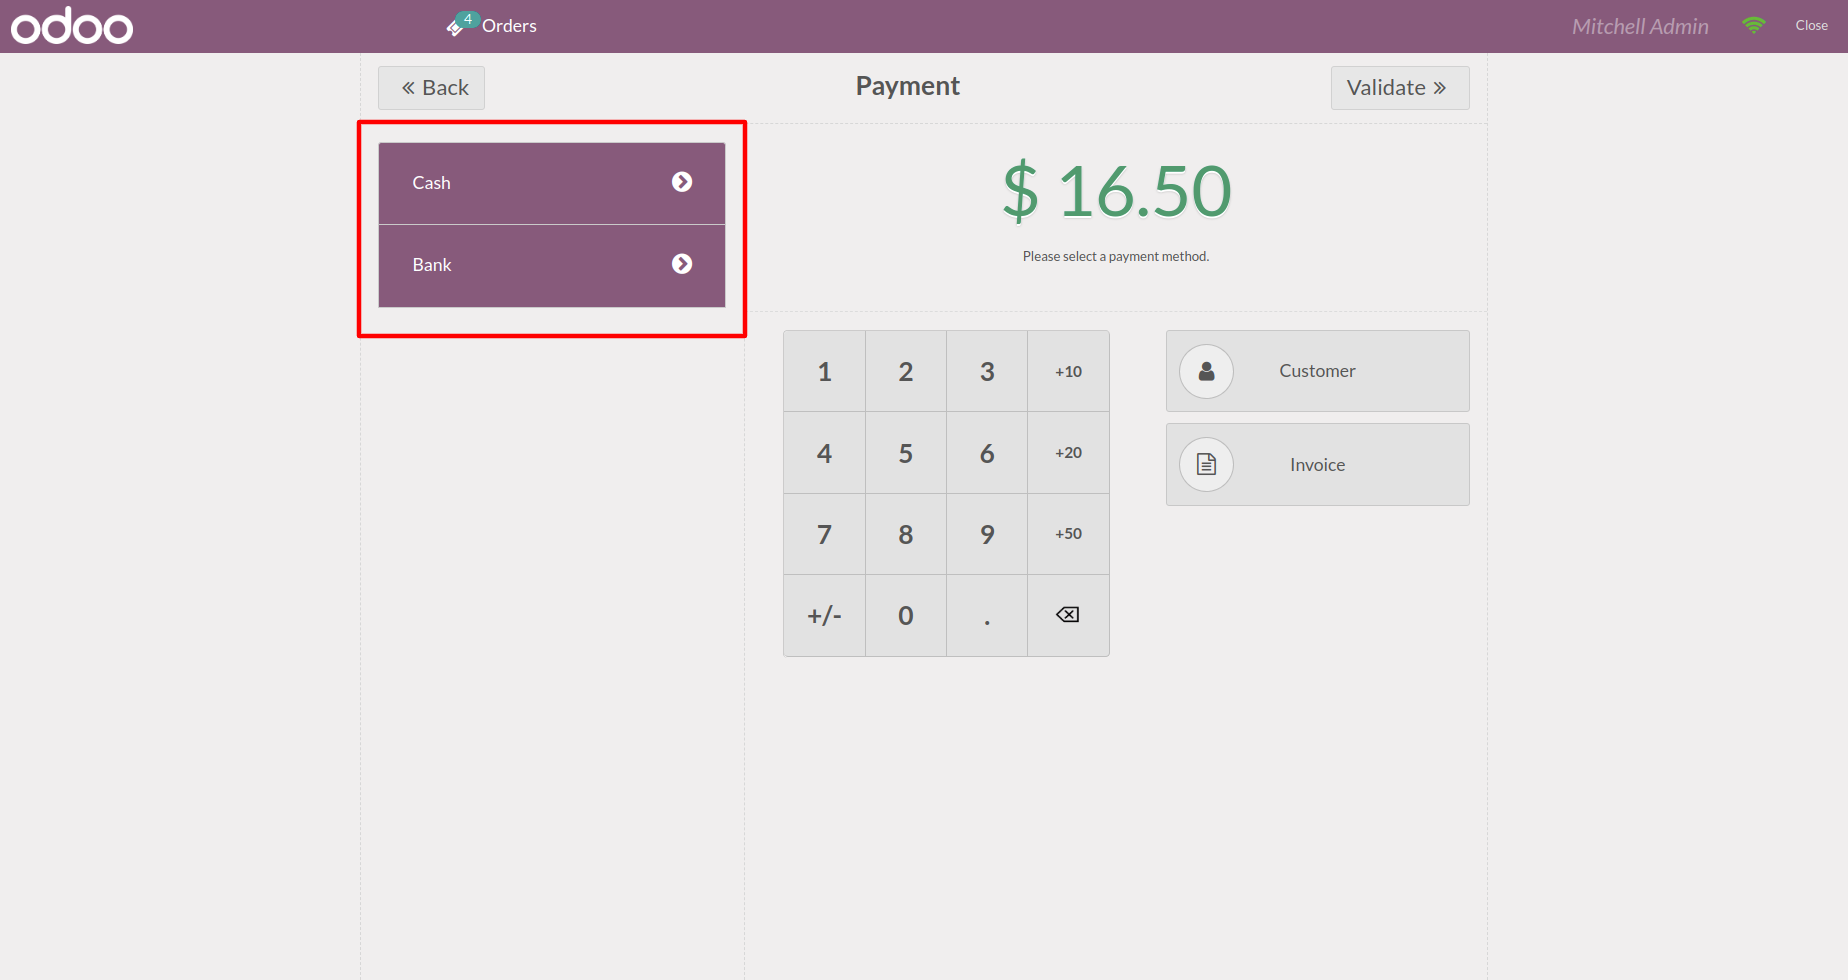 odoo
4 Orders
Mitchell Admin
Close
Back
Payment
Validate
Cash
Bank
$ 16.50
Please select a payment method.
1 2 3 +10
4 5 6 +20
7 8 9 +50
+/- 0 .
Customer
Invoice